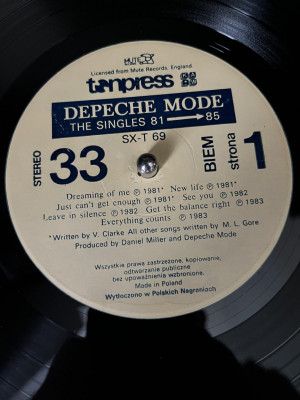 MUTE
Licensed from Mute Records, England.
tonpress
DEPECHE MODE
THE SINGLES 81 → 85
SX-T 69
STEREO
33
BIEM
strona
1
Dreaming of me ℗ 1981* New life ℗ 1981*
Just can't get enough ℗ 1981* See you ℗ 1982
Leave in silence ℗ 1982 Get the balance right ℗ 1983
Everything counts ℗ 1983
*Written by V. Clarke All other songs written by M. L. Gore
Produced by Daniel Miller and Depeche Mode
Wszystkie prawa zastrzeżone, kopiowanie,
odtwarzanie publiczne
bez upoważnienia wzbronione.
Made in Poland
Wytłoczono w Polskich Nagraniach